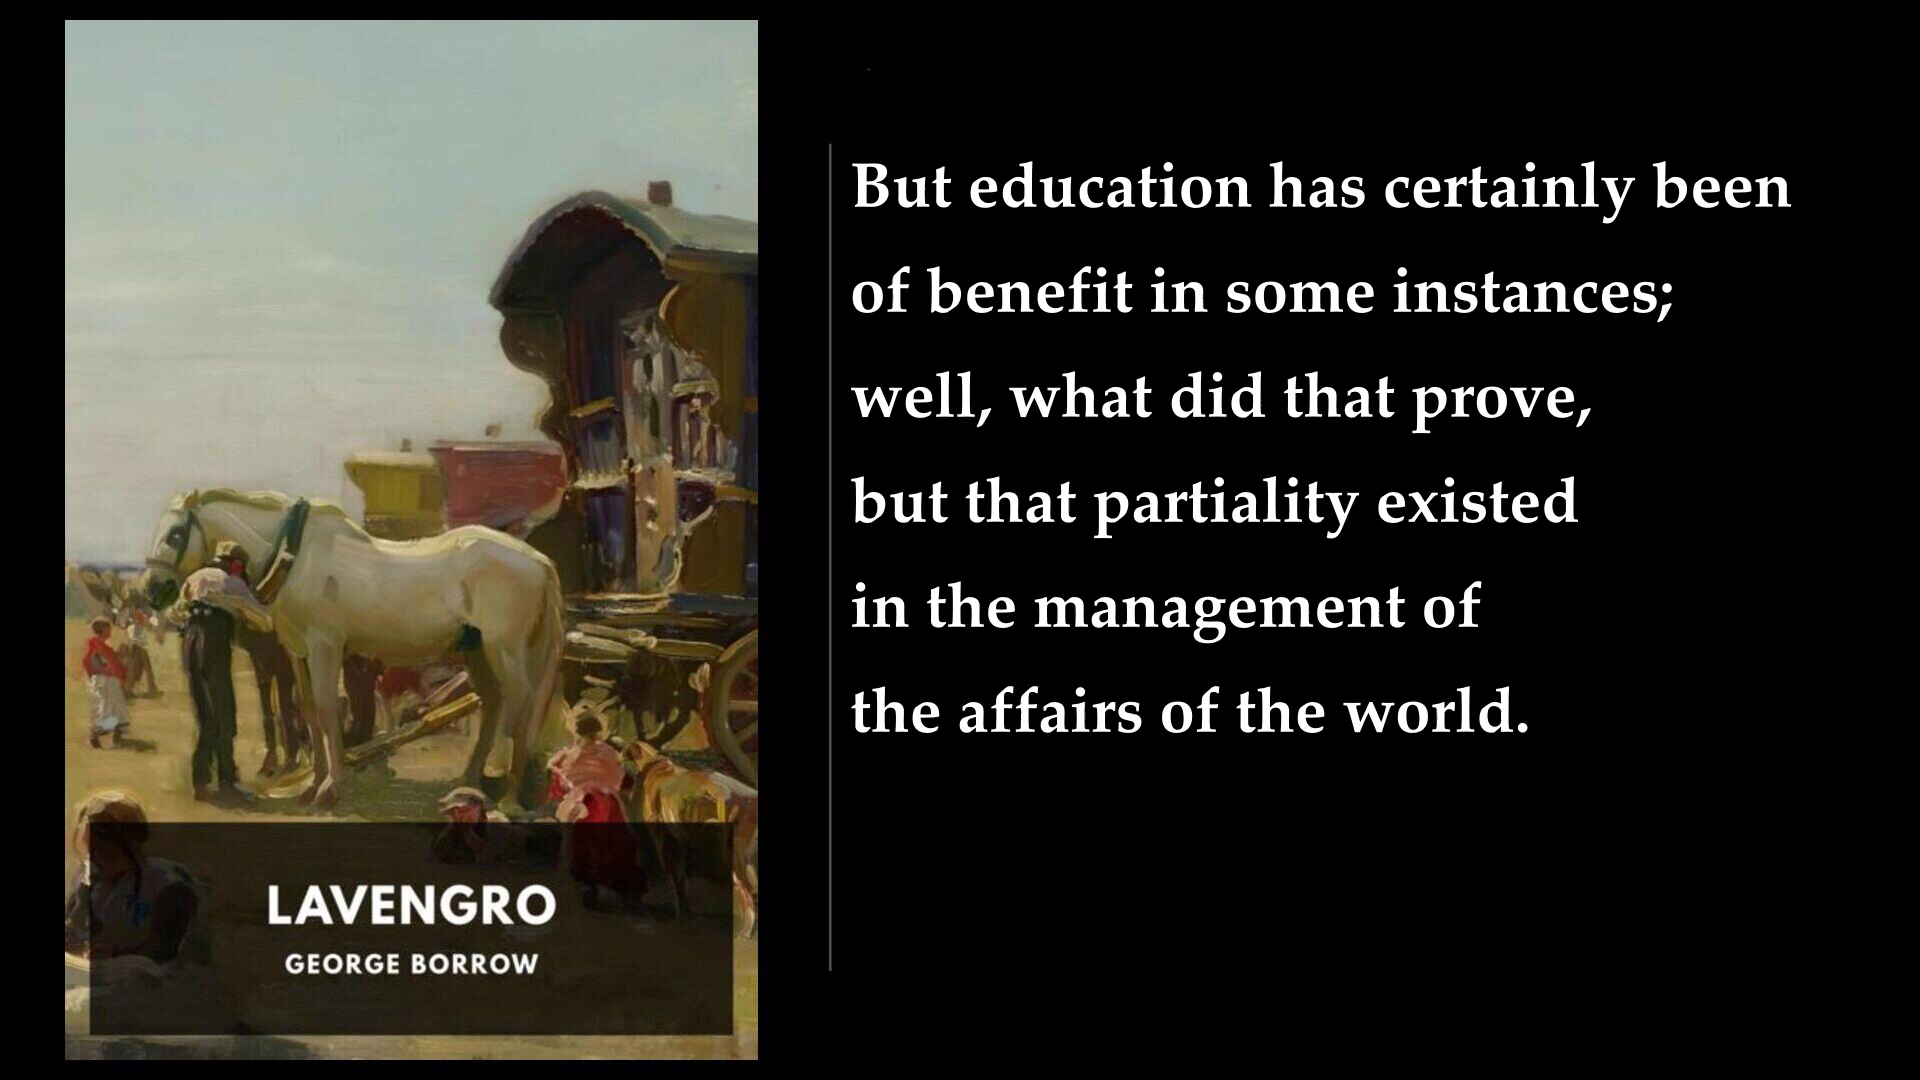 But education has certainly been
of benefit in some instances;
well, what did that prove,
but that partiality existed
in the management of
the affairs of the world.
LAVENGRO
GEORGE BORROW